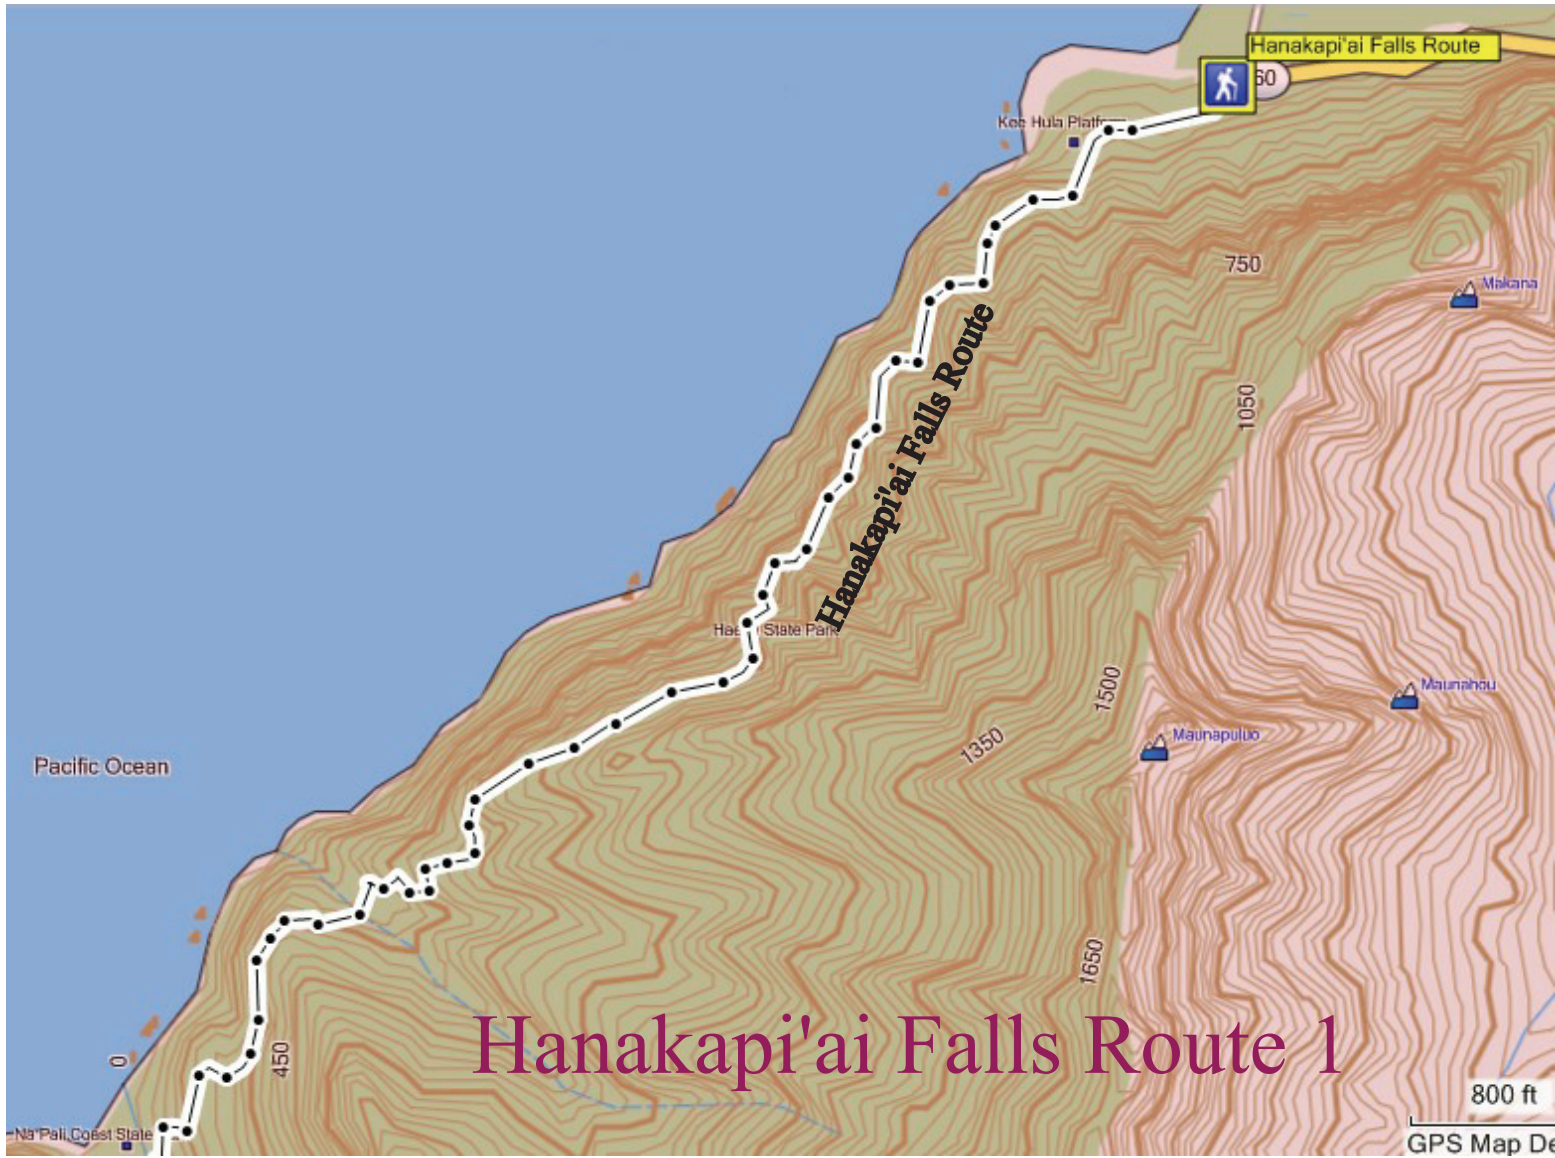 Hanakapi'ai Falls Route
60
Kee Hula Platform
750
Makana
Hanakapi'ai Falls Route
1050
State Park
1500
Maunahou
Maunapuluo
1350
Pacific Ocean
1650
Hanakapi'ai Falls Route 1
0
450
800 ft
Na Pali Coast State
GPS Map De